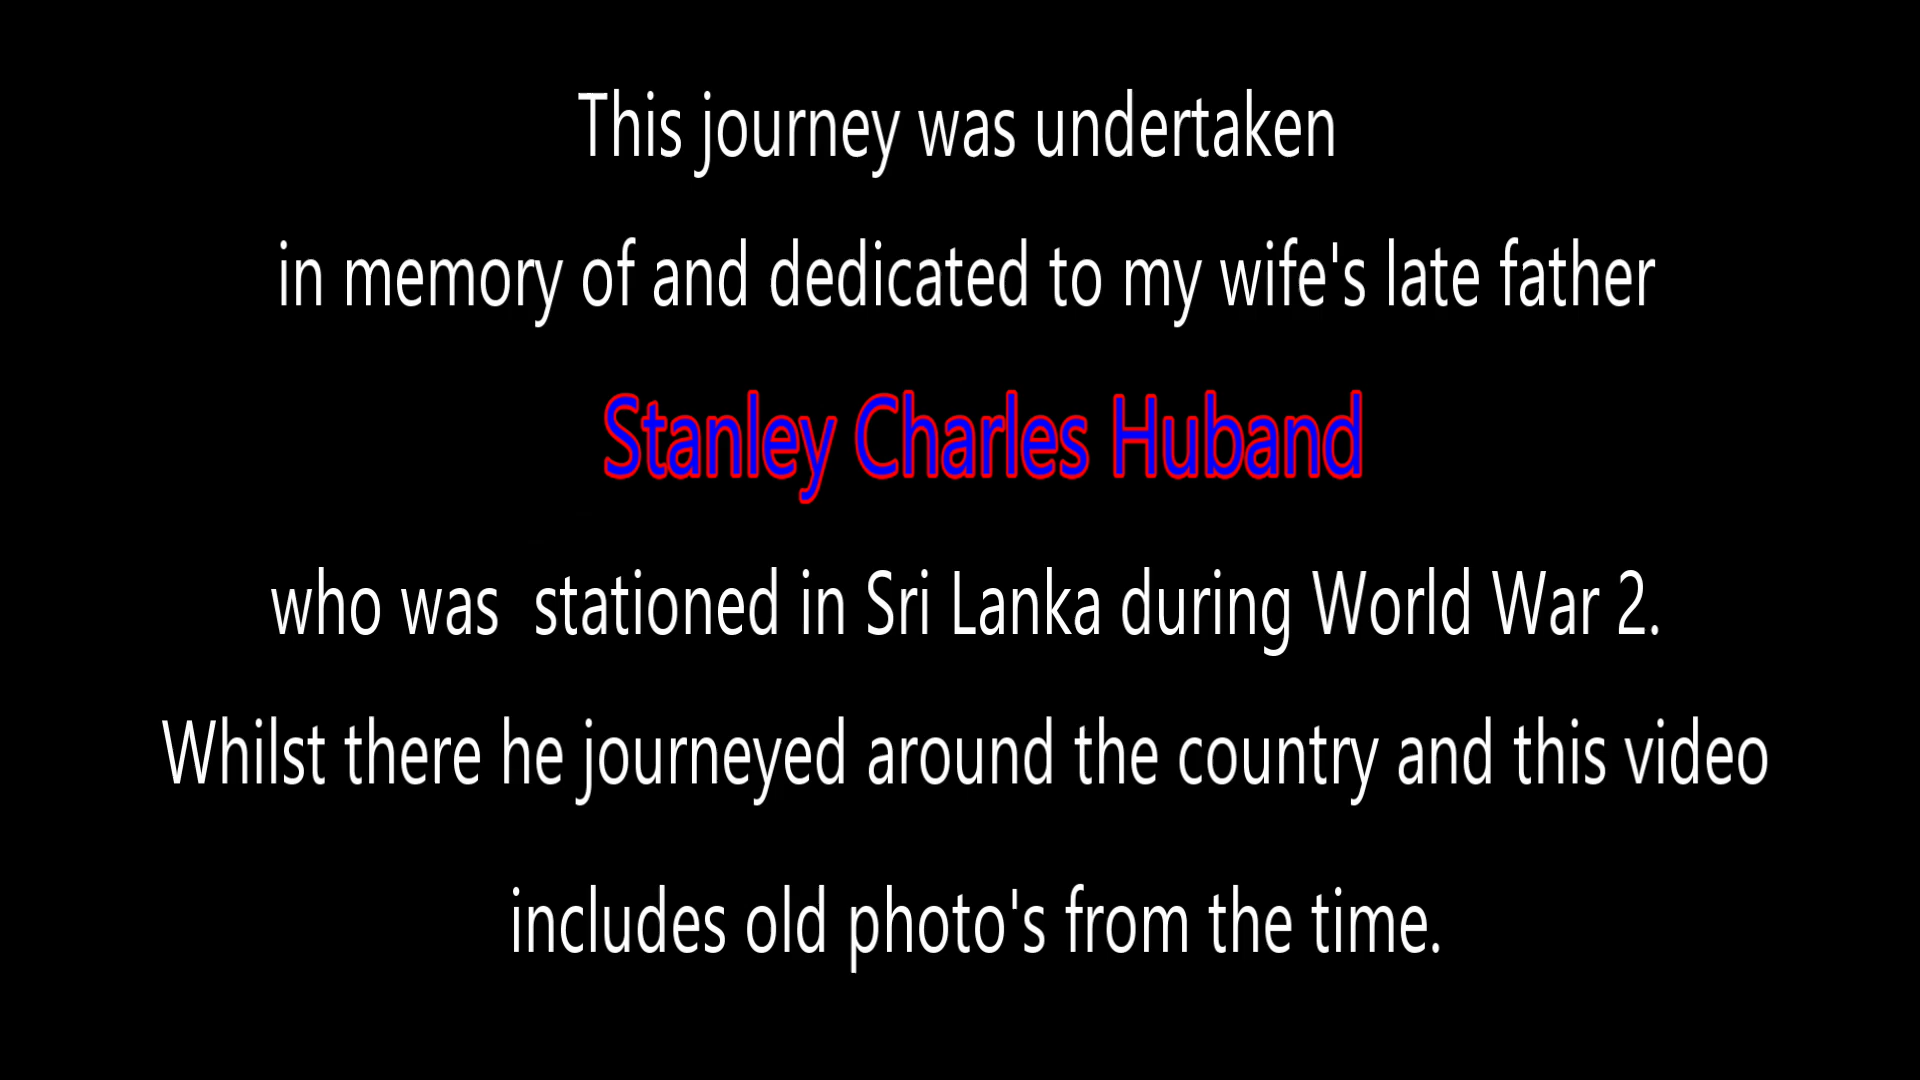 This journey was undertaken
in memory of and dedicated to my wife's late father
Stanley Charles Huband
who was  stationed in Sri Lanka during World War 2.
Whilst there he journeyed around the country and this video
includes old photo's from the time.